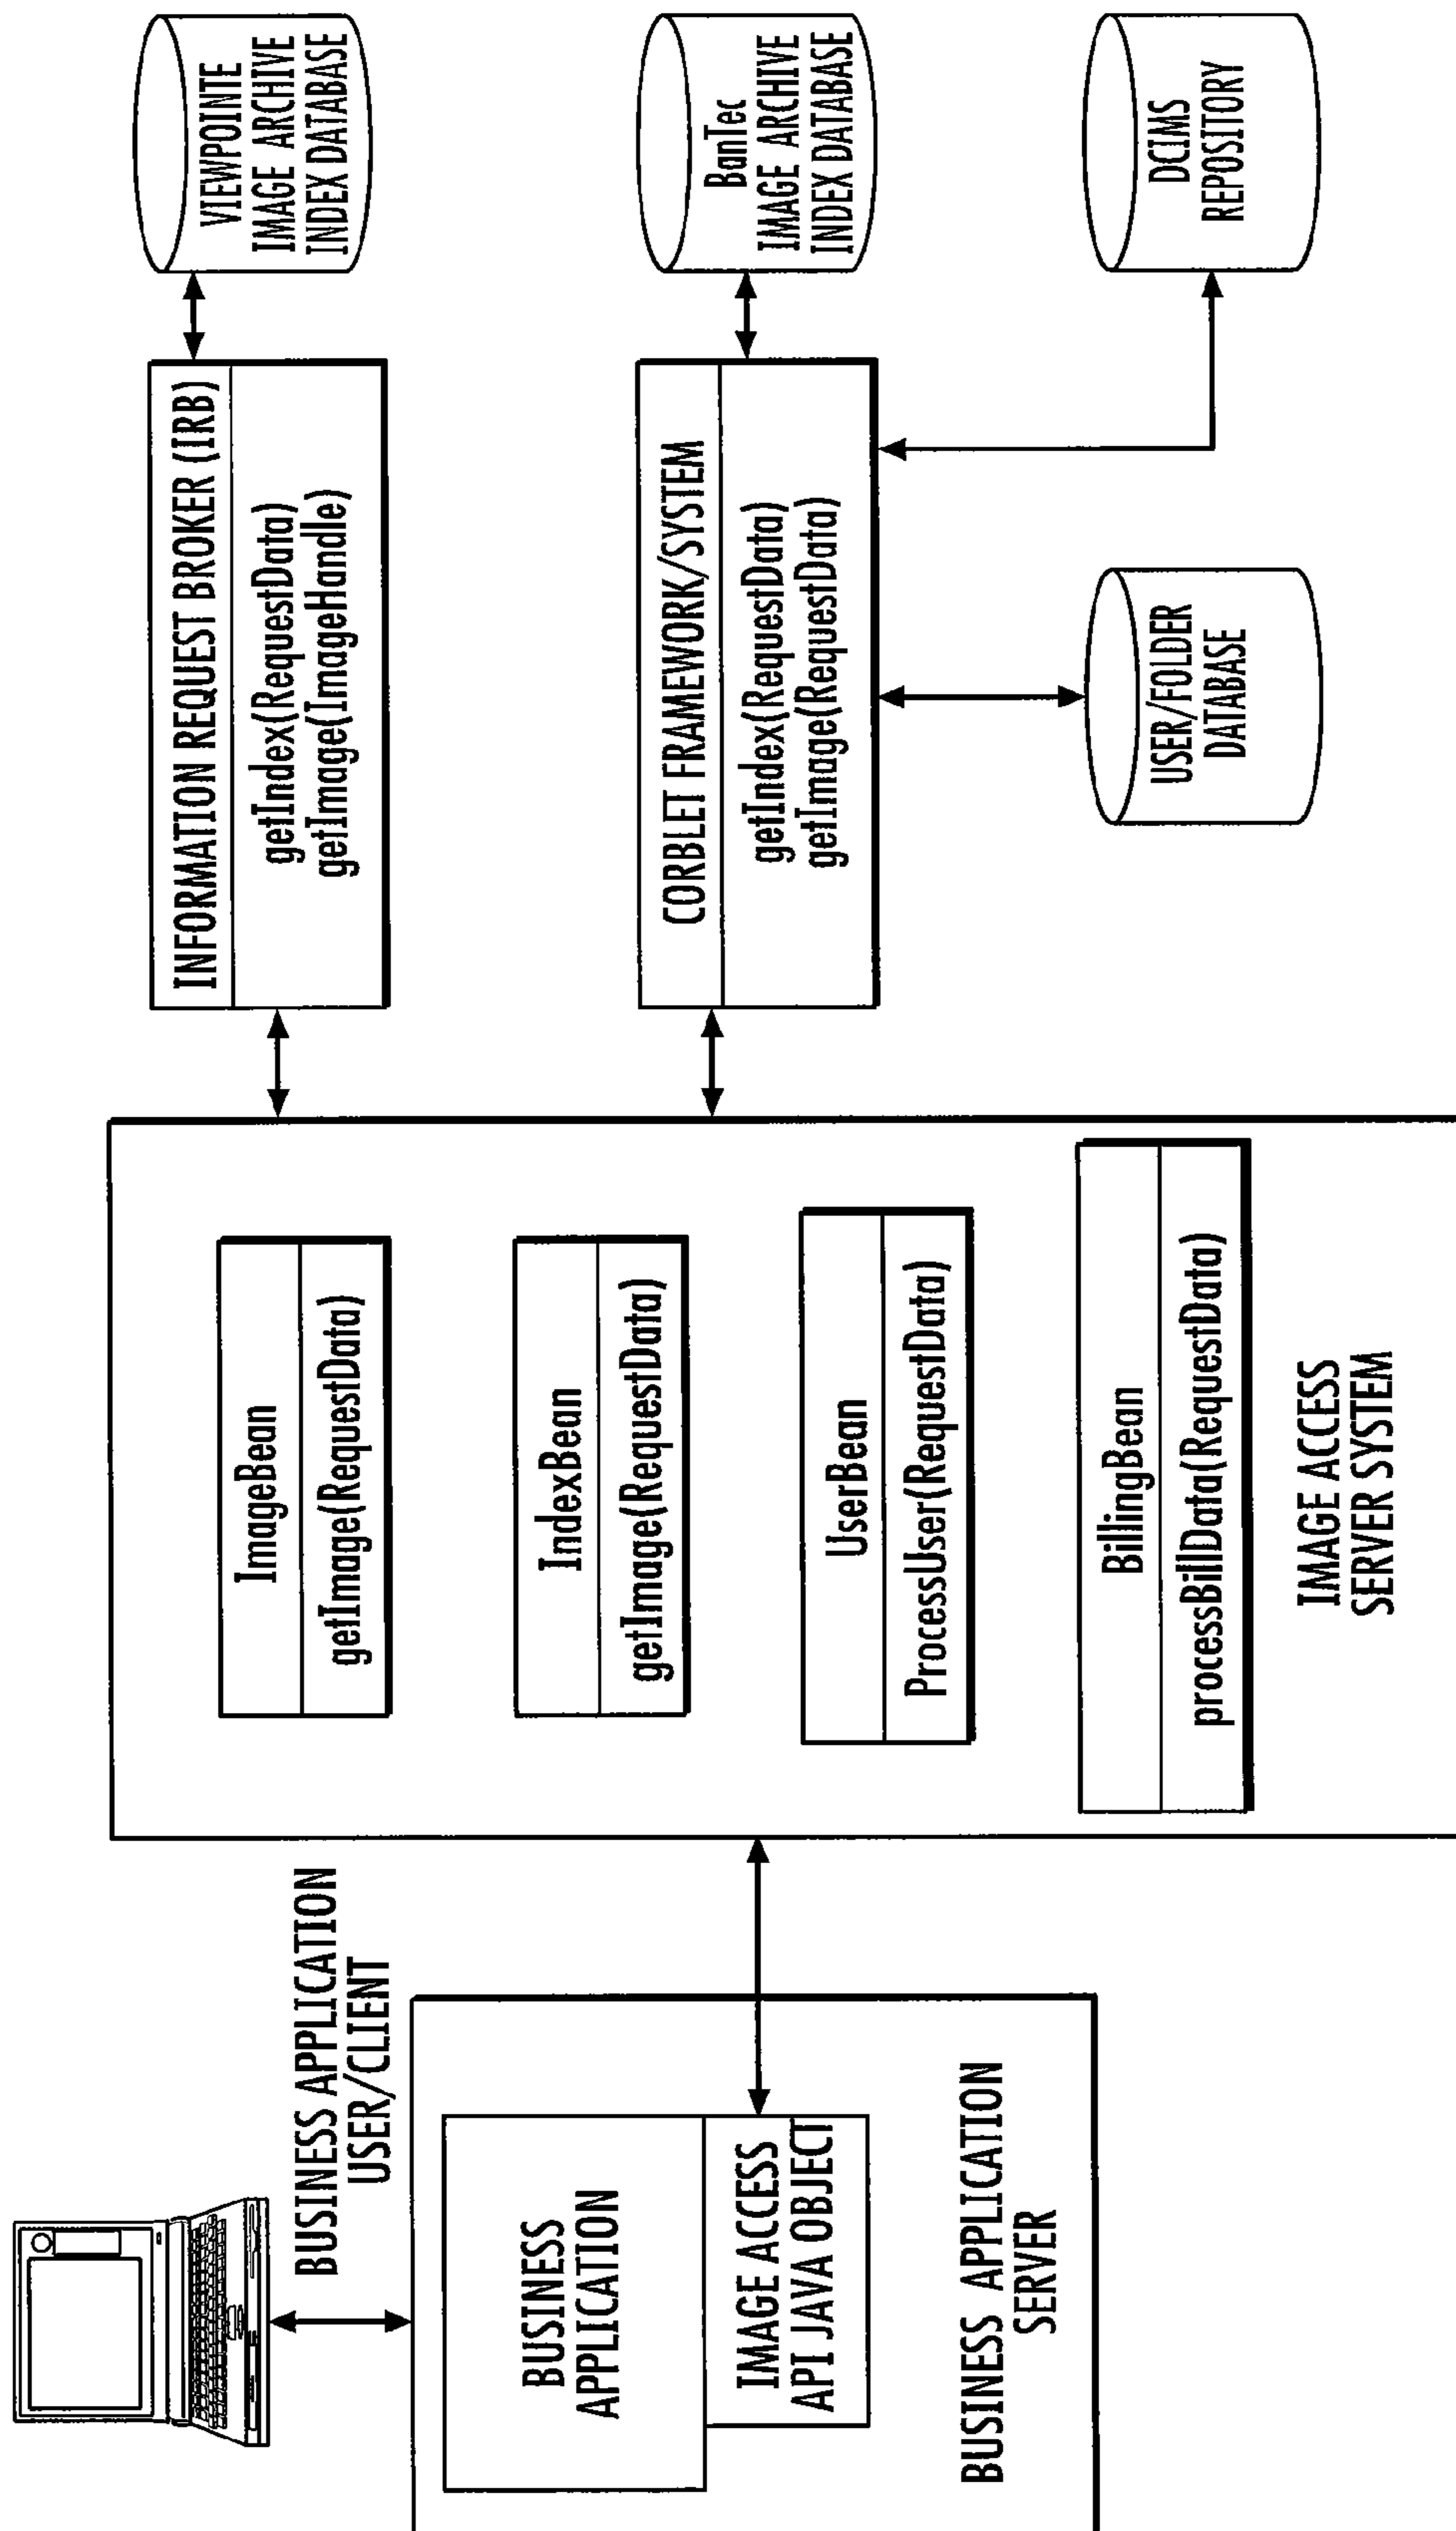 BUSINESS APPLICATION
USER/CLIENT
BUSINESS
APPLICATION
IMAGE ACCESS
API JAVA OBJECT
BUSINESS APPLICATION
SERVER
ImageBean
getImage(RequestData)
IndexBean
getImage(RequestData)
UserBean
ProcessUser(RequestData)
BillingBean
processBillData(RequestData)
IMAGE ACCESS
SERVER SYSTEM
INFORMATION REQUEST BROKER (IRB)
getIndex(RequestData)
getImage(ImageHandle)
CORBLET FRAMEWORK/SYSTEM
getIndex(RequestData)
getImage(RequestData)
USER/FOLDER
DATABASE
VIEWPOINTE
IMAGE ARCHIVE
INDEX DATABASE
BanTec
IMAGE ARCHIVE
INDEX DATABASE
DCIMS
REPOSITORY